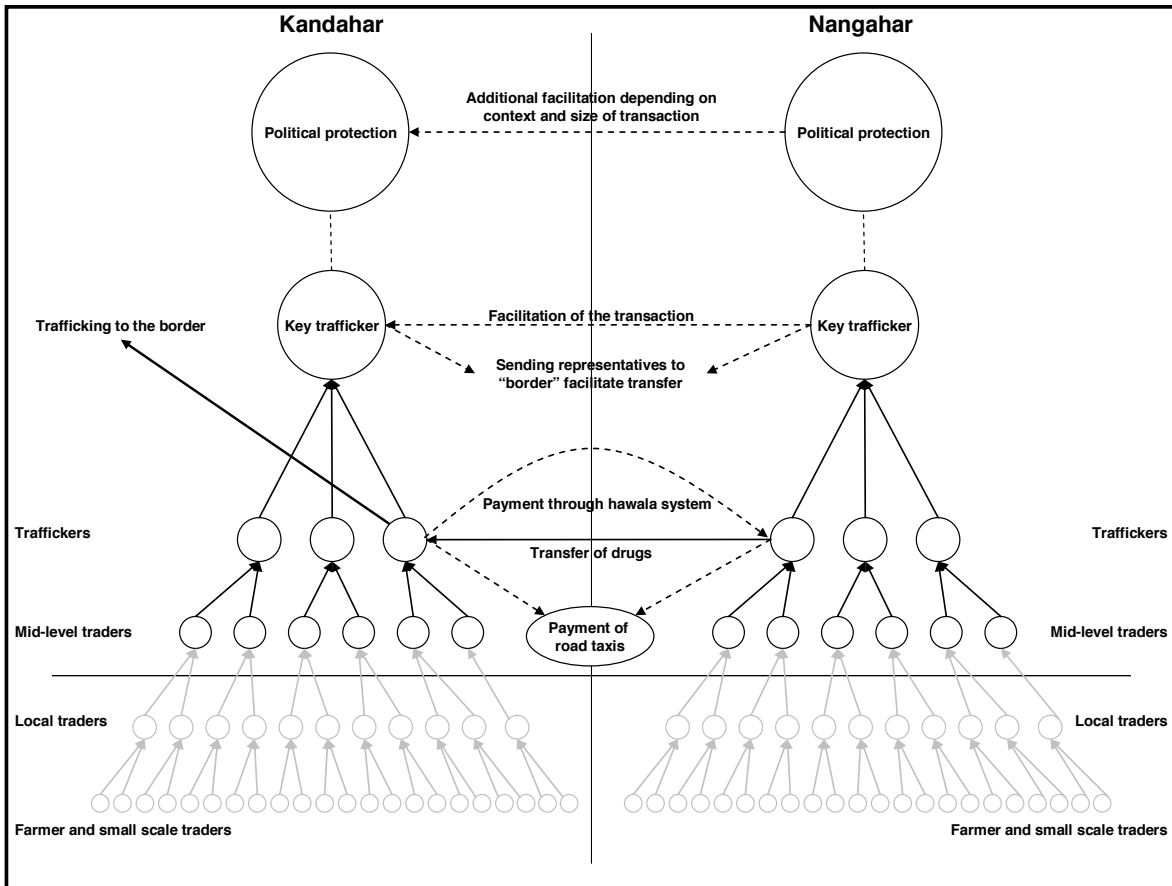 Kandahar
Nangahar
Additional facilitation depending on
context and size of transaction
Political protection
Political protection
Trafficking to the border
Key trafficker
Facilitation of the transaction
Key trafficker
Sending representatives to
“border” facilitate transfer
Payment through hawala system
Traffickers
Transfer of drugs
Traffickers
Mid-level traders
Payment of
road taxis
Mid-level traders
Local traders
Local traders
Farmer and small scale traders
Farmer and small scale traders